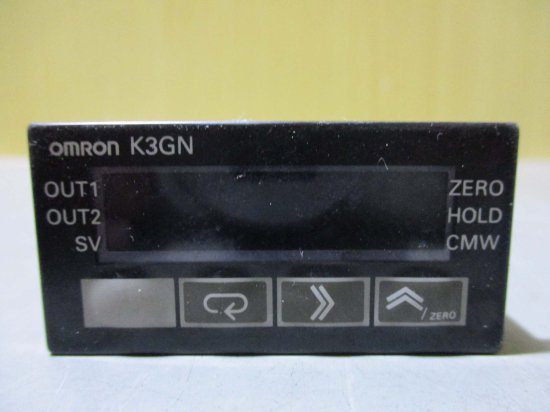 OMRON K3GN
OUT1 ZERO
OUT2 HOLD
SV CMW
/ZERO